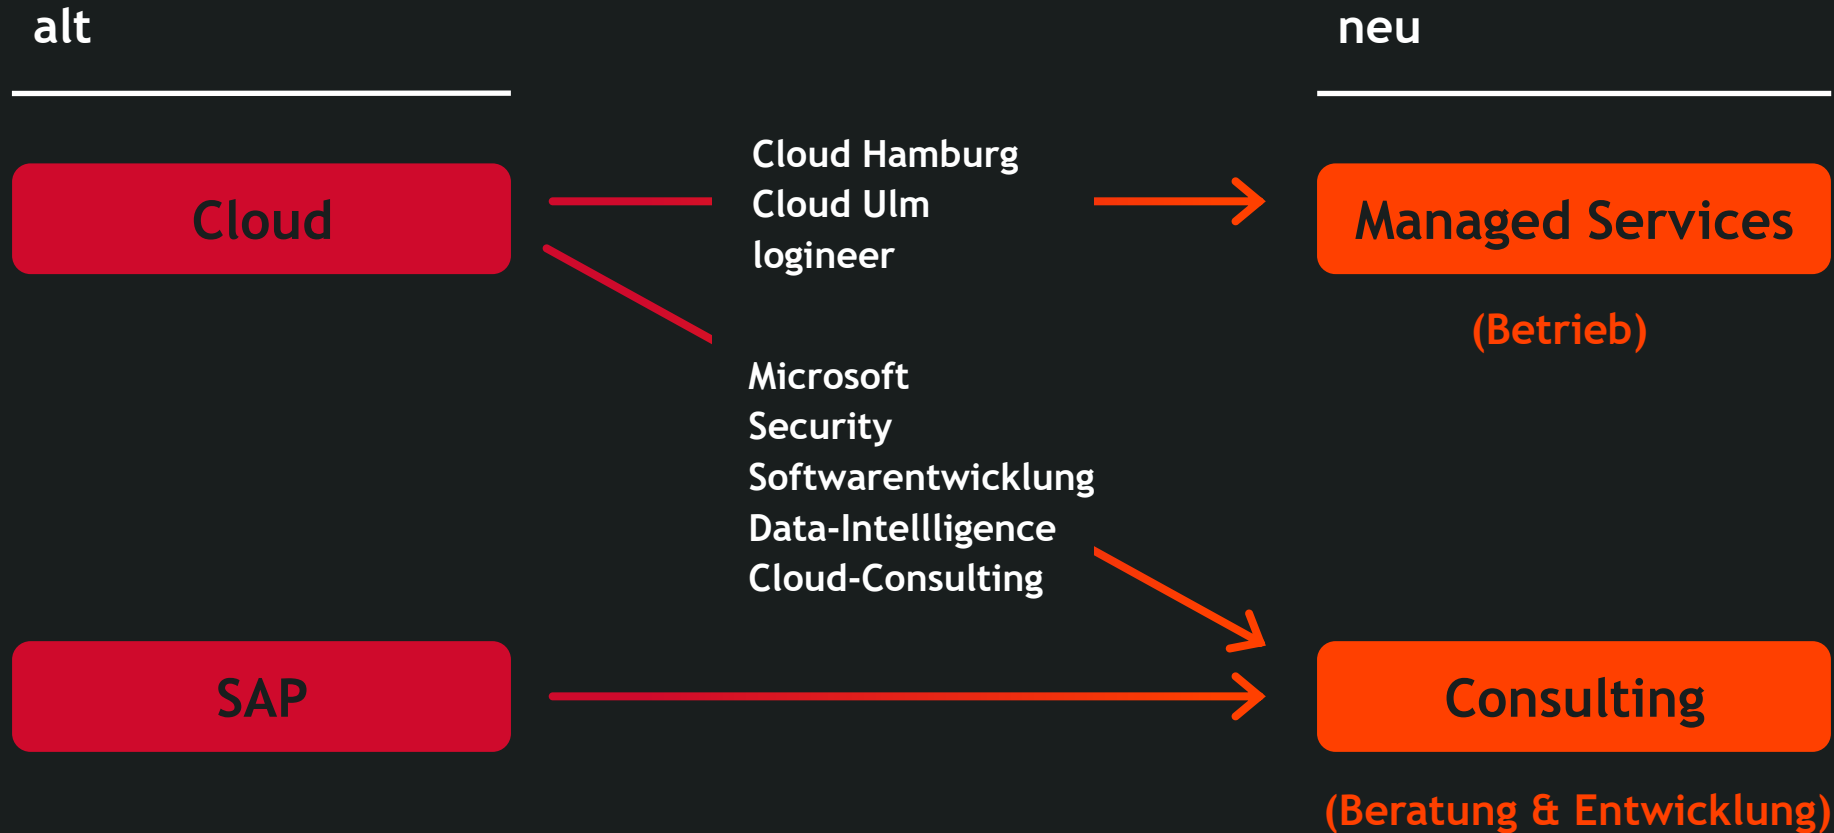 alt
neu
Cloud
Cloud Hamburg
Cloud Ulm
logineer
Managed Services
(Betrieb)
Microsoft
Security
Softwarentwicklung
Data-Intellligence
Cloud-Consulting
SAP
Consulting
(Beratung & Entwicklung)